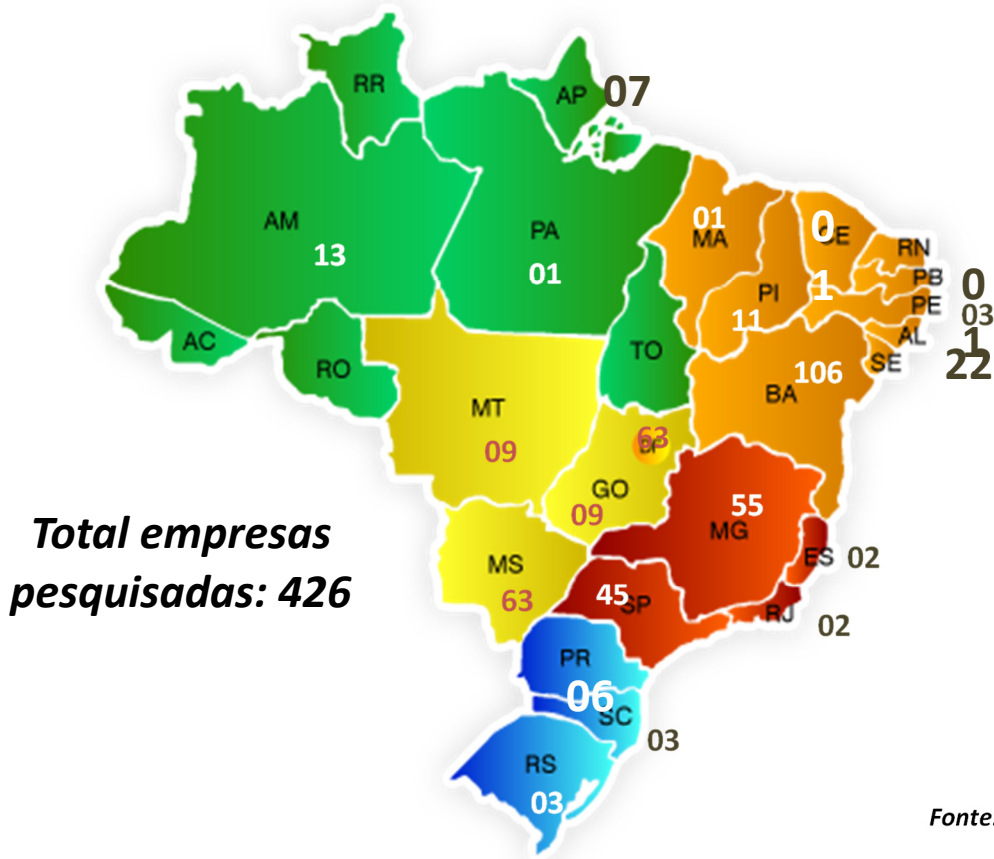 RR
AP 07
AM
13
PA
01
01
MA
0
CE
1
RN
PB 0
PI
11
PE
03
AL
1
SE 22
AC
RO
TO
106
BA
MT
09
63
DF
GO
09
55
MG
Total empresas
pesquisadas: 426
MS
63
ES 02
45
SP
RJ
02
PR
06
SC
03
RS
03
Fonte: